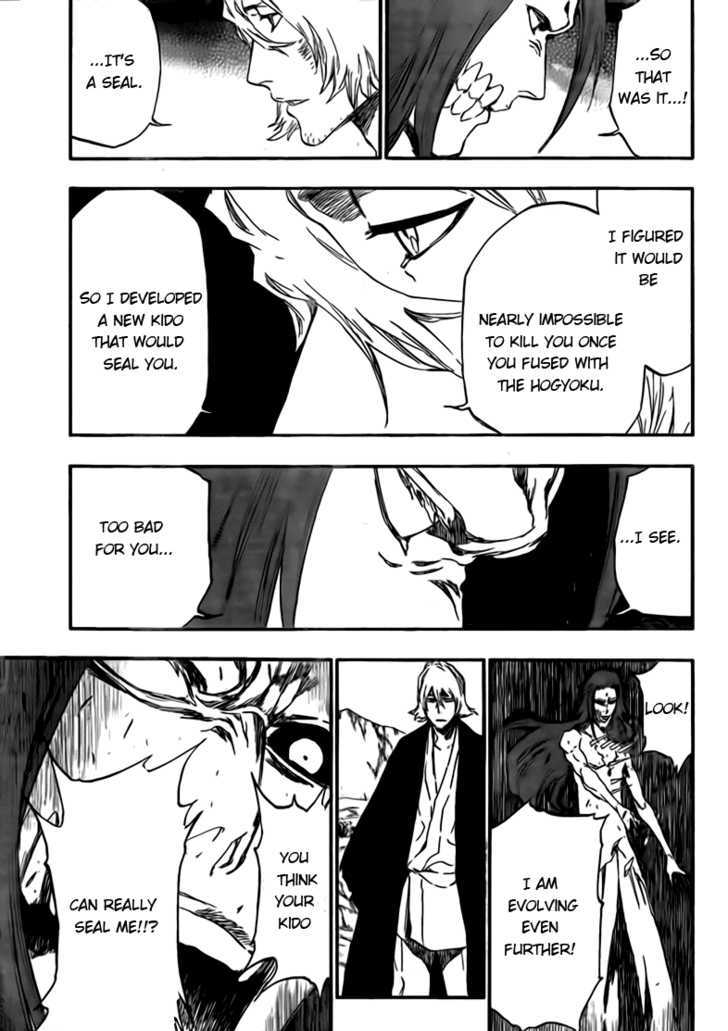 ...SO
THAT
WAS IT...!
...IT'S
A SEAL.
I FIGURED
IT WOULD
BE
NEARLY IMPOSSIBLE
TO KILL YOU ONCE
YOU FUSED WITH
THE HOGYOKU.
SO I DEVELOPED
A NEW KIDO
THAT WOULD
SEAL YOU.
...I SEE.
TOO BAD
FOR YOU...
LOOK!
I AM
EVOLVING
EVEN
FURTHER!
YOU
THINK
YOUR
KIDO
CAN REALLY
SEAL ME!!?